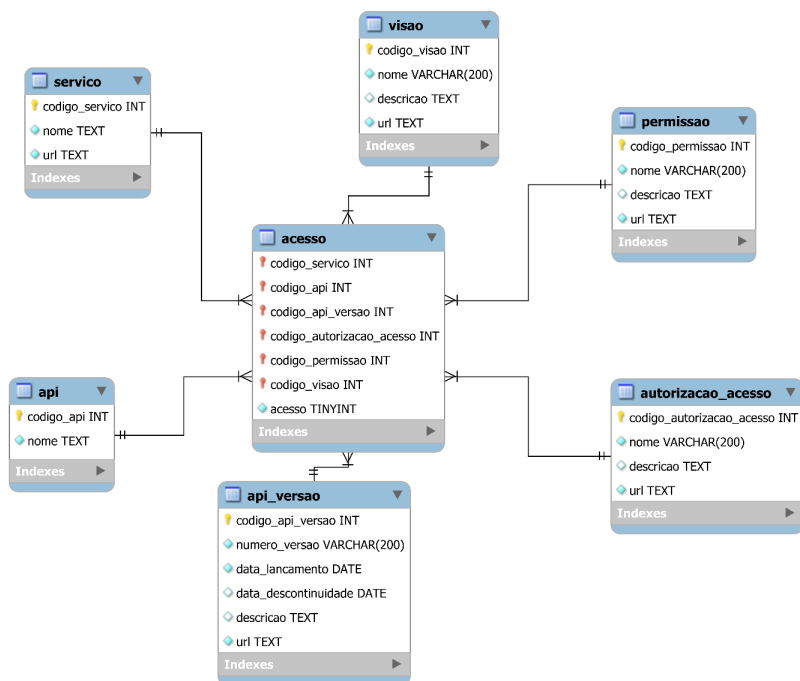 visao
codigo_visao INT
nome VARCHAR(200)
descricao TEXT
url TEXT
Indexes
servico
codigo_servico INT
nome TEXT
url TEXT
Indexes
permissao
codigo_permissao INT
nome VARCHAR(200)
descricao TEXT
url TEXT
Indexes
acesso
codigo_servico INT
codigo_api INT
codigo_api_versao INT
codigo_autorizacao_acesso INT
codigo_permissao INT
codigo_visao INT
acesso TINYINT
Indexes
api
codigo_api INT
nome TEXT
Indexes
autorizacao_acesso
codigo_autorizacao_acesso INT
nome VARCHAR(200)
descricao TEXT
url TEXT
Indexes
api_versao
codigo_api_versao INT
numero_versao VARCHAR(200)
data_lancamento DATE
data_descontinuidade DATE
descricao TEXT
url TEXT
Indexes